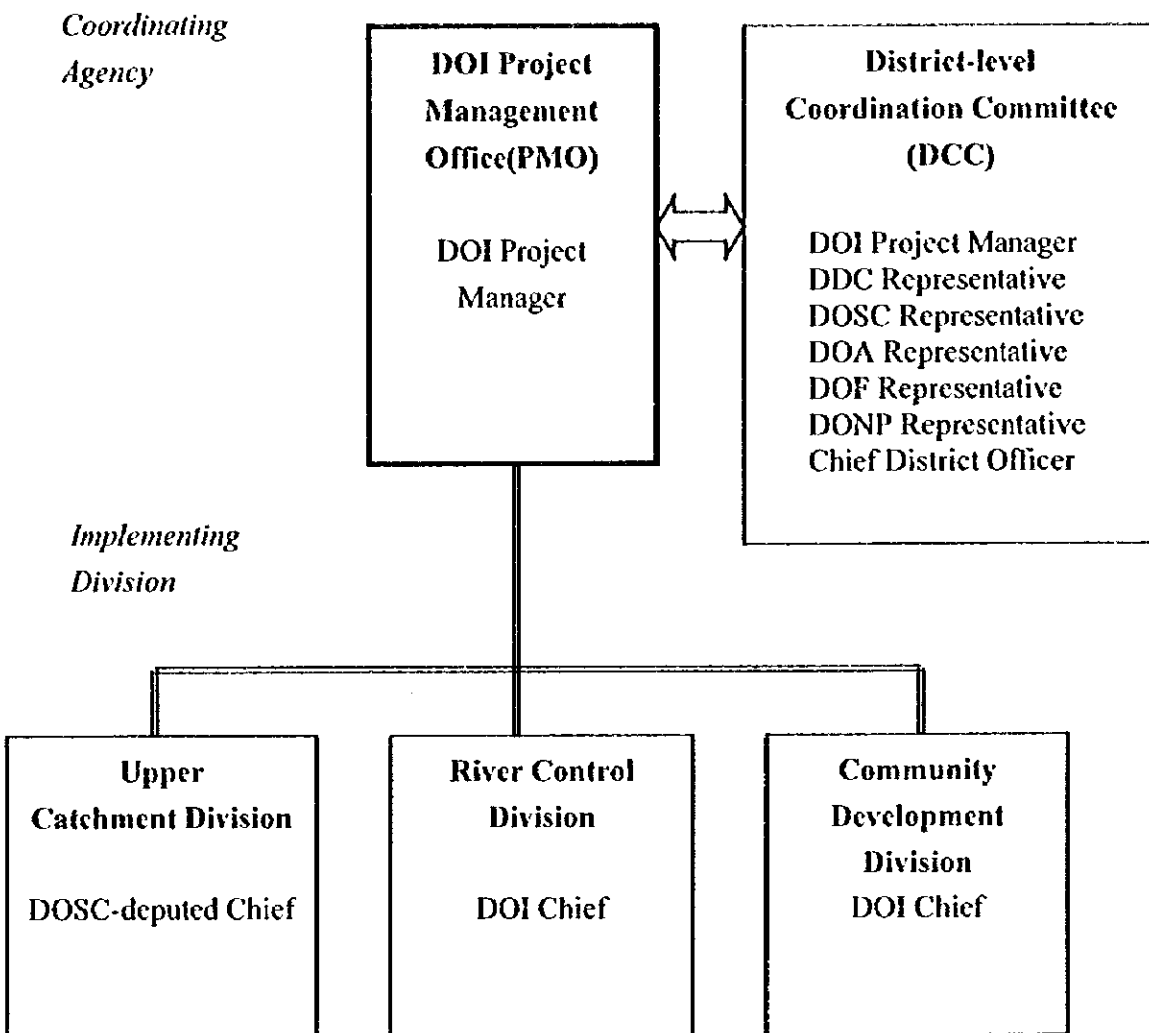 Coordinating
Agency
DOI Project
Management
Office(PMO)
DOI Project
Manager
District-level
Coordination Committee
(DCC)
DOI Project Manager
DDC Representative
DOSC Representative
DOA Representative
DOF Representative
DONP Representative
Chief District Officer
Implementing
Division
Upper
Catchment Division
DOSC-deputed Chief
River Control
Division
DOI Chief
Community
Development
Division
DOI Chief